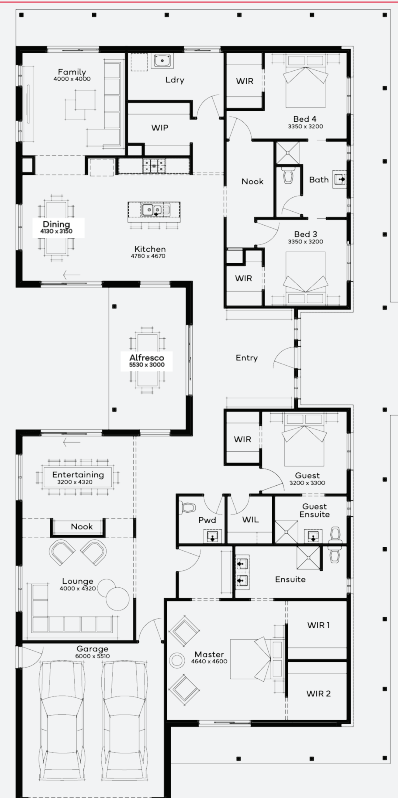 Family
4000 x 4000
Ldry
WIR
Bed 4
3350 x 3200
WIP
Nook
Bath
Dining
4130 x 3150
Kitchen
4780 x 4670
Bed 3
3350 x 3200
WIR
Alfresco
5530 x 3000
Entry
WIR
Guest
3200 x 3300
Entertaining
3200 x 4320
Pwd
WIL
Guest
Ensuite
Nook
Lounge
4000 x 4320
Ensuite
WIR 1
Garage
6000 x 5510
Master
4640 x 4600
WIR 2